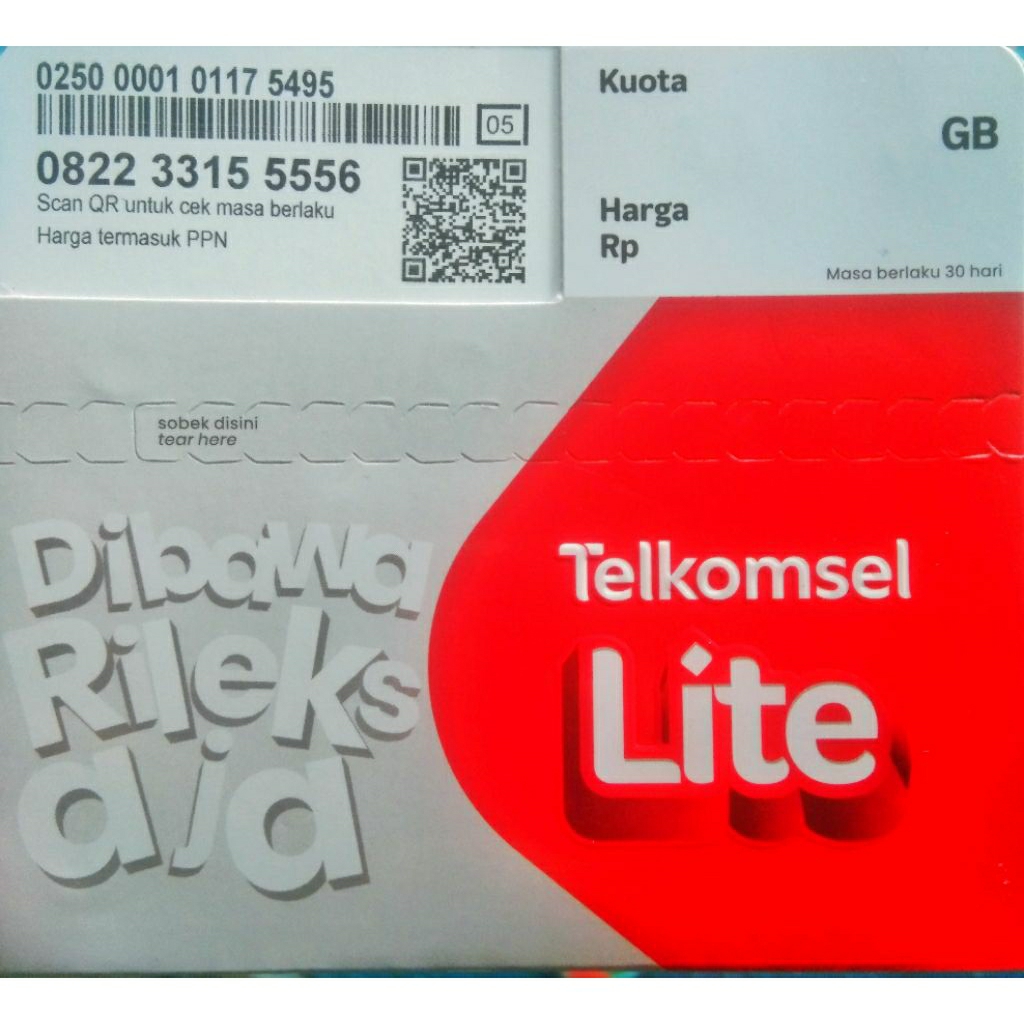 0250 0001 0117 5495
05
0822 3315 5556
Scan QR untuk cek masa berlaku
Harga termasuk PPN
Kuota
GB
Harga
Rp
Masa berlaku 30 hari
sobek disini
tear here
Dibawa
Rileks
aja
Telkomsel
Lite